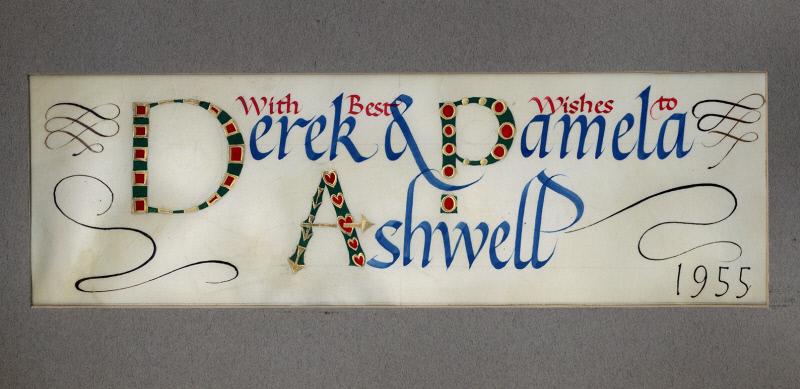 With Best Wishes to
Derek & Pamela
Ashwell
1955